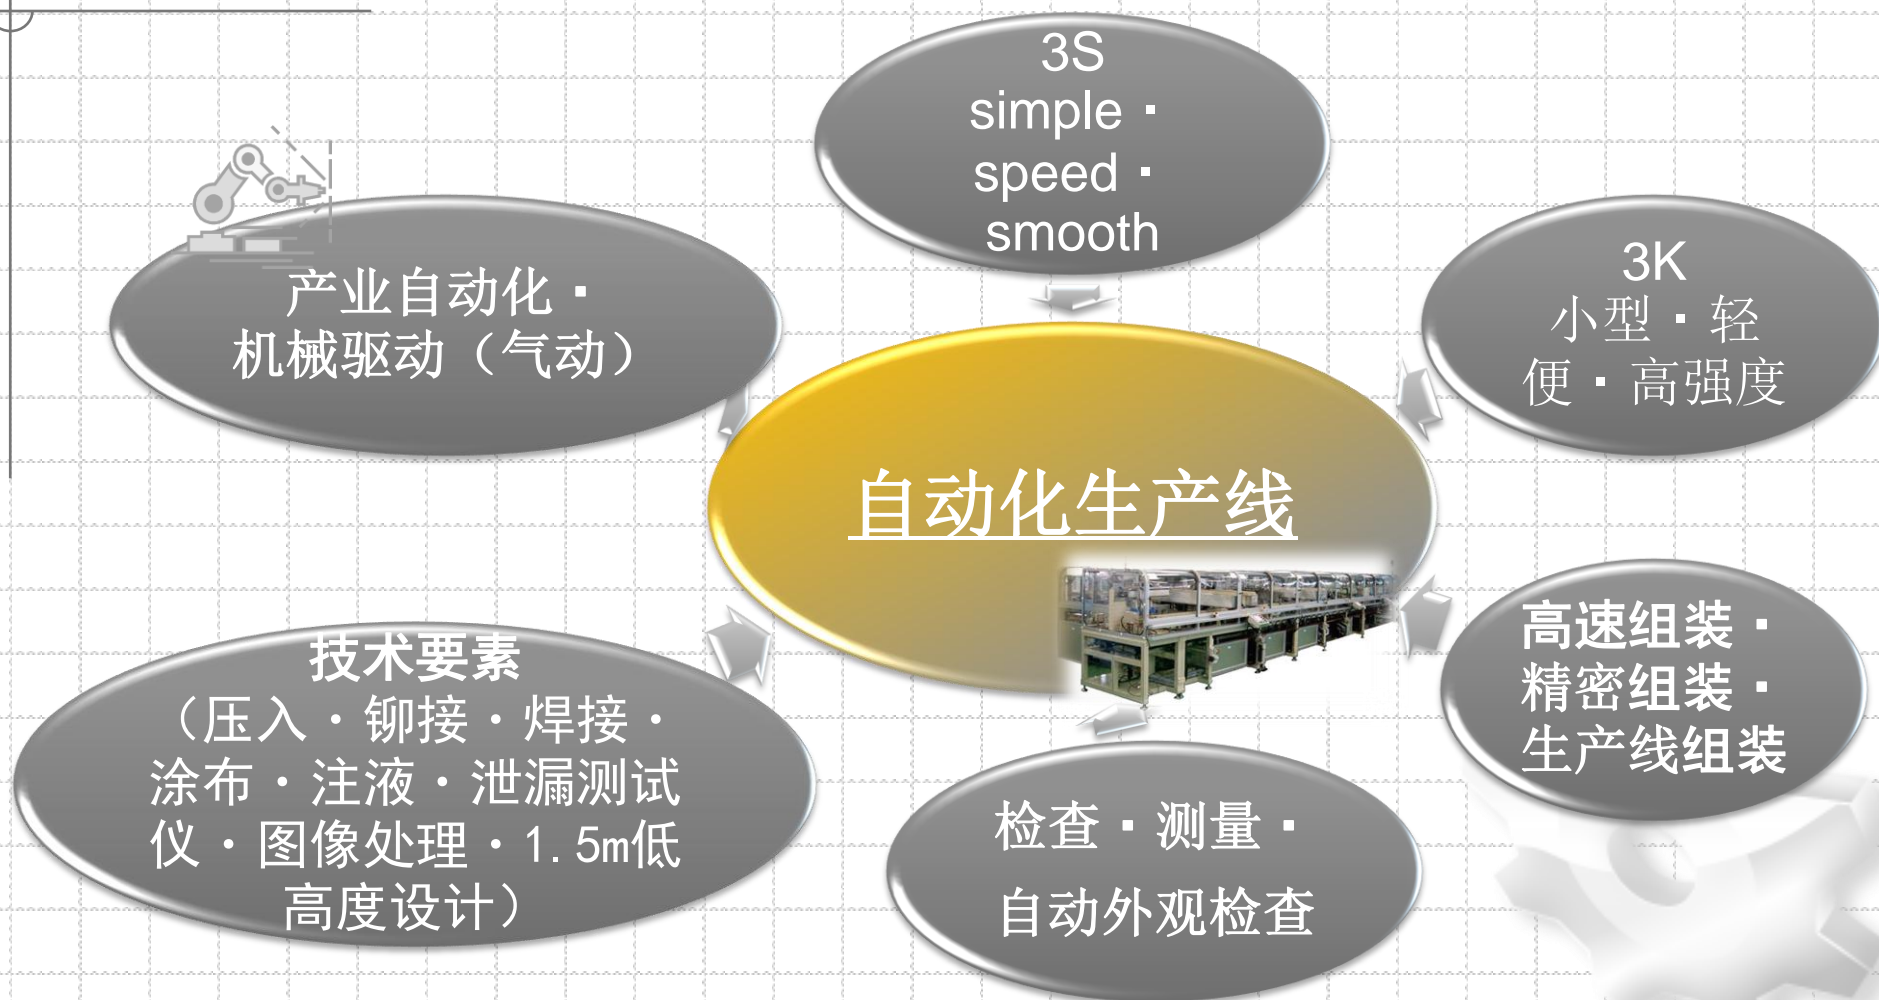 3S
simple▪
speed▪
smooth
产业自动化▪
机械驱动（气动）
3K
小型▪轻
便▪高强度
自动化生产线
技术要素
（压入・铆接・焊接・
涂布・注液・泄漏测试
仪・图像处理・1.5m低
高度设计）
高速组装▪
精密组装▪
生产线组装
检查▪测量▪
自动外观检查